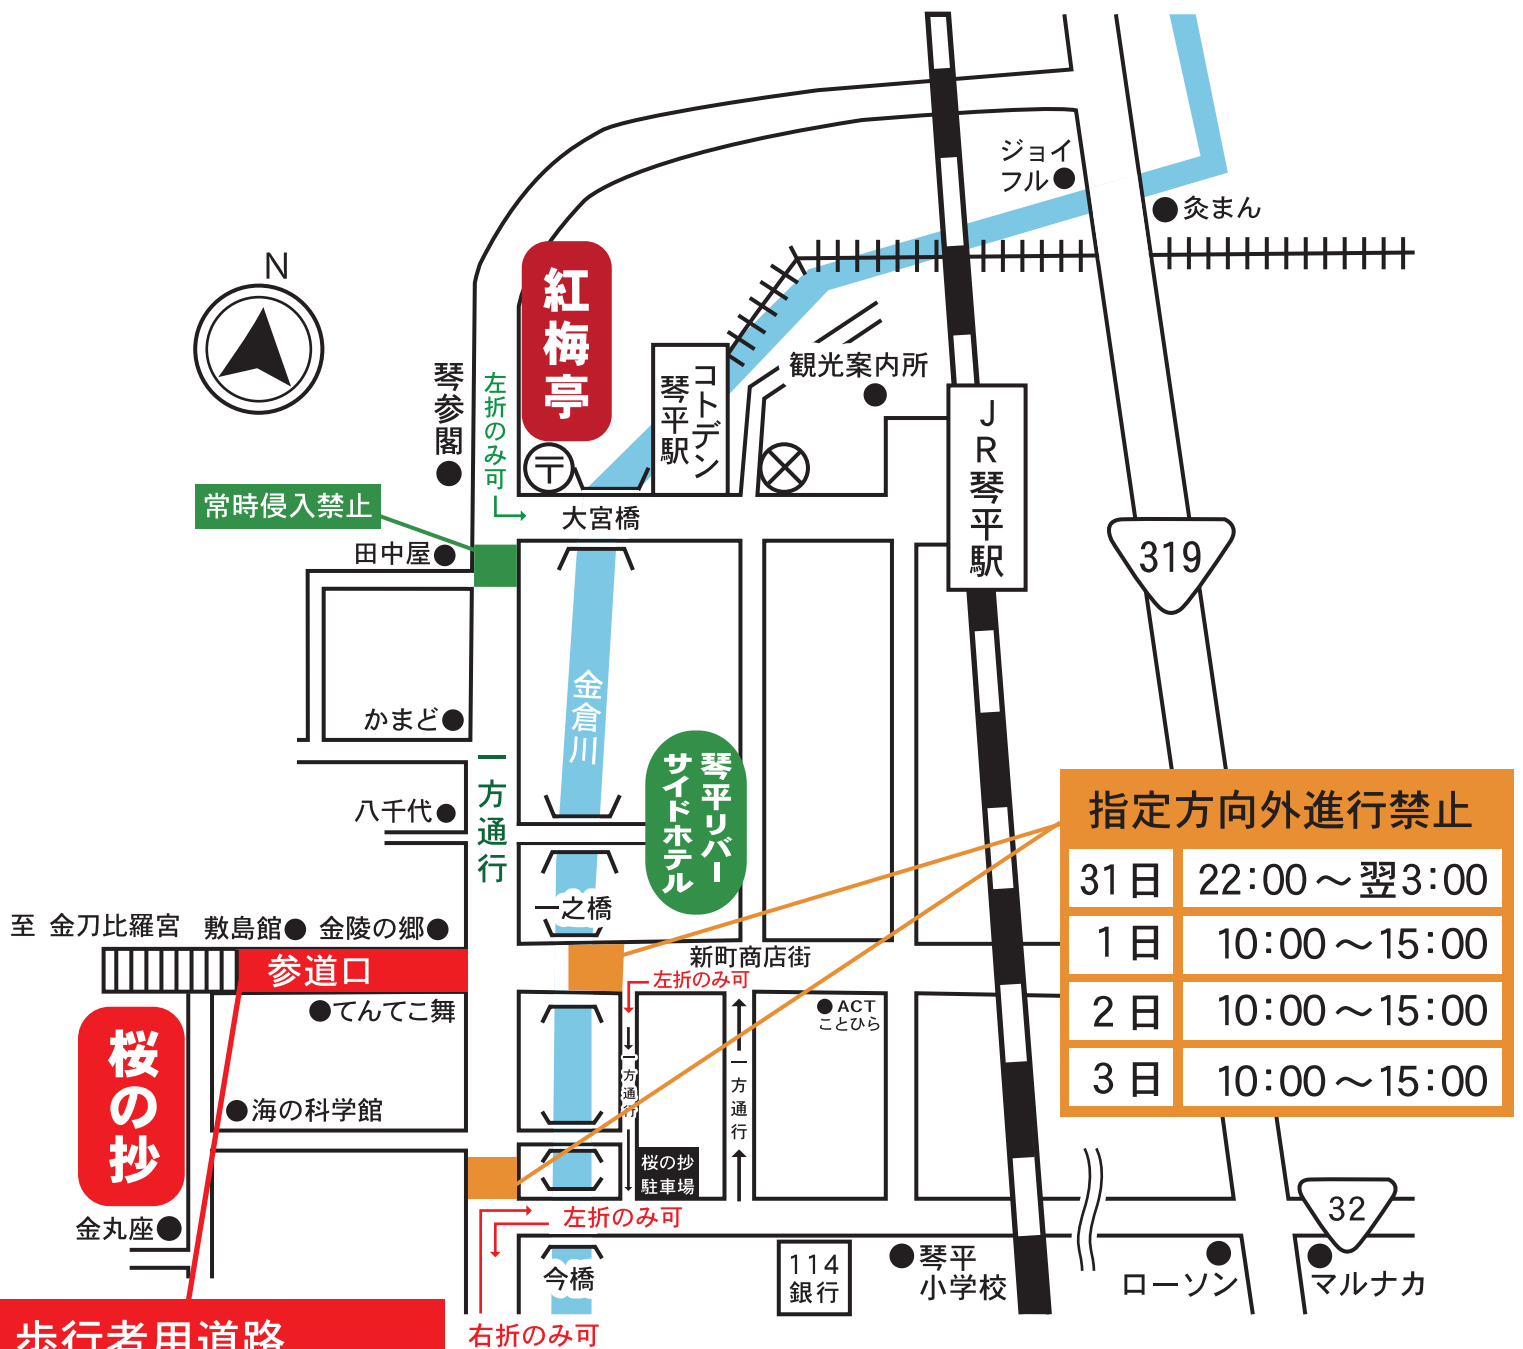 N
ジョイ
フル
灸まん
紅梅亭
琴参閣
左折のみ可
コトデン
琴平駅
観光案内所
JR琴平駅
〒
常時侵入禁止
大宮橋
田中屋
319
金倉川
かまど
一方通行
琴平リバー
サイドホテル
八千代
指定方向外進行禁止
31日 22:00～翌3:00
1日 10:00～15:00
2日 10:00～15:00
3日 10:00～15:00
一之橋
至 金刀比羅宮
敷島館
金陵の郷
新町商店街
参道口
左折のみ可
てんてこ舞
ACT
ことひら
桜の抄
一方通行
一方通行
海の科学館
桜の抄
駐車場
金丸座
左折のみ可
32
今橋
114
銀行
琴平
小学校
ローソン
マルナカ
歩行者用道路
右折のみ可